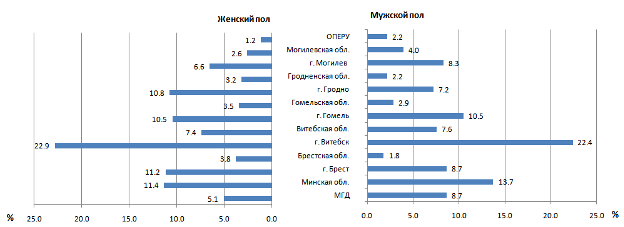 Женский пол Мужской пол
1.2 ОПЕРУ 2.2
2.6 Могилевская обл. 4.0
6.6 г. Могилев 8.3
3.2 Гродненская обл. 2.2
10.8 г. Гродно 7.2
3.5 Гомельская обл. 2.9
10.5 г. Гомель 10.5
7.4 Витебская обл. 7.6
22.9 г. Витебск 22.4
3.8 Брестская обл. 1.8
11.2 г. Брест 8.7
11.4 Минская обл. 13.7
5.1 МГД 8.7
% 25.0 20.0 15.0 10.0 5.0 0.0 0.0 5.0 10.0 15.0 20.0 25.0 %